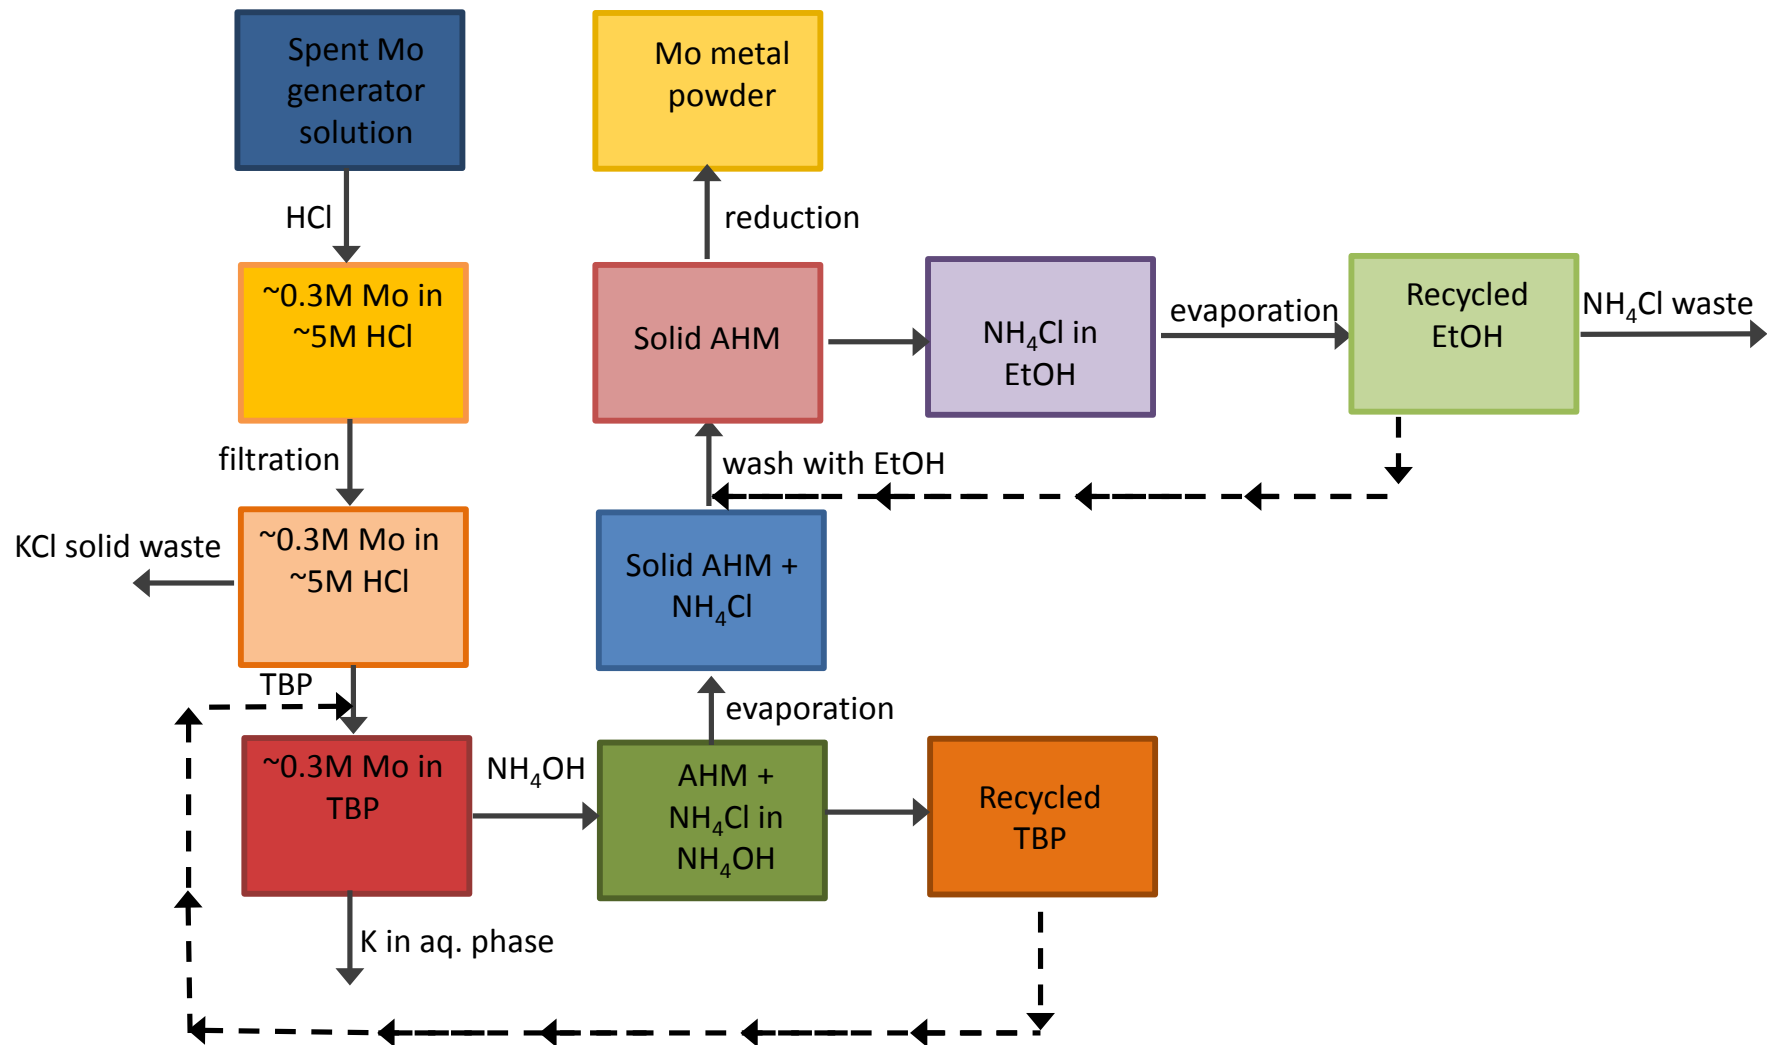 Spent Mo
generator
solution
HCl
~0.3M Mo in
~5M HCl
filtration
~0.3M Mo in
~5M HCl
KCl solid waste
TBP
~0.3M Mo in
TBP
K in aq. phase
NH₄OH
AHM +
NH₄Cl in
NH₄OH
Recycled
TBP
evaporation
Solid AHM +
NH₄Cl
wash with EtOH
Solid AHM
reduction
Mo metal
powder
NH₄Cl in
EtOH
evaporation
Recycled
EtOH
NH₄Cl waste